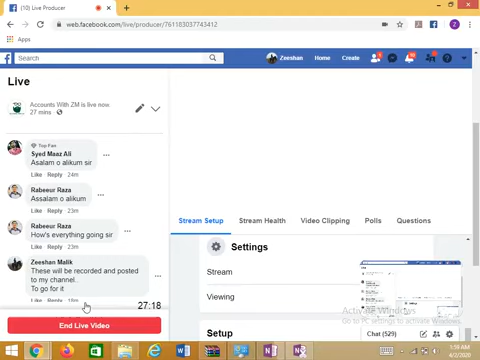 (10) Live Producer
web.facebook.com/live/producer/761183037743412
Apps
Search
Zeeshan Home Create
Live
Accounts With ZM is live now.
27 mins
Top Fan
Syed Maaz Ali
Asalam o alikum sir
Like Reply 24m
Rabeeur Raza
Assalam o alikum
Like Reply 23m
Rabeeur Raza
How's everything going sir
Like Reply 23m
Zeeshan Malik
These will be recorded and posted
to my channel..
To go for it
Like Reply
27:18
End Live Video
Stream Setup Stream Health Video Clipping Polls Questions
Settings
Stream
Viewing
Setup
Activate Windows
Go to PC settings to activate Windows.
Chat (529)
1:59 AM
6/2/2020